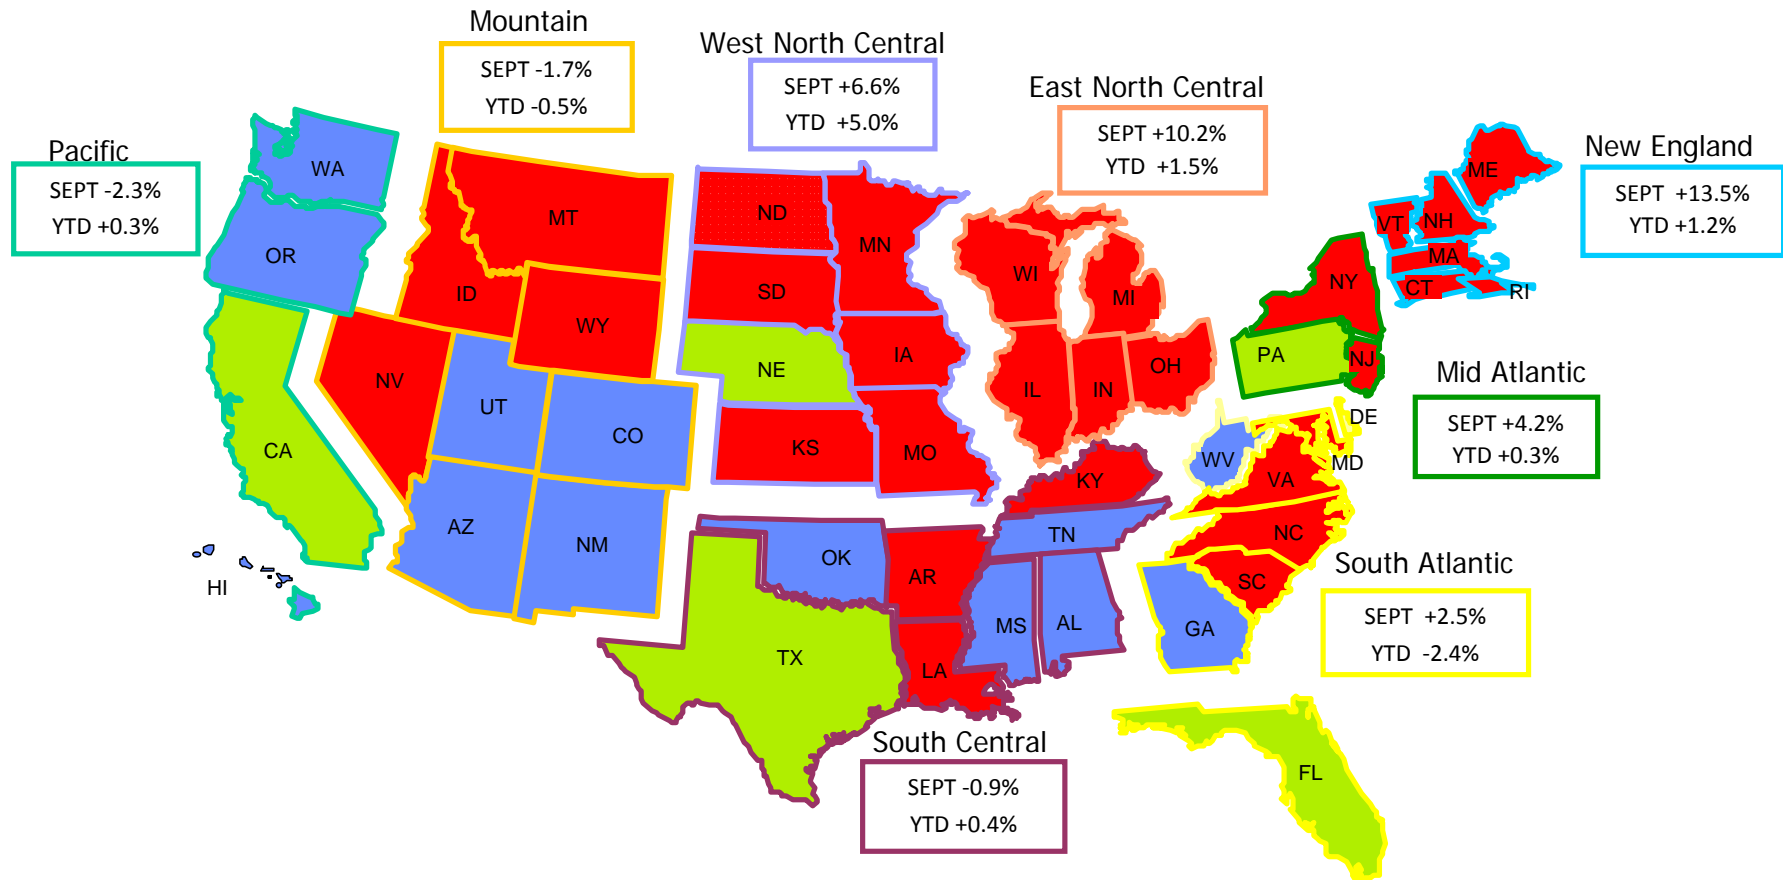 Mountain
SEPT -1.7%
YTD -0.5%
West North Central
SEPT +6.6%
YTD +5.0%
East North Central
SEPT +10.2%
YTD +1.5%
New England
SEPT +13.5%
YTD +1.2%
Pacific
SEPT -2.3%
YTD +0.3%
WA
OR
CA
HI
MT
ID
WY
NV
UT
CO
AZ
NM
ND
MN
SD
NE
IA
KS
MO
WI
MI
IL
IN
OH
ME
VT
NH
MA
CT
RI
NY
PA
NJ
Mid Atlantic
SEPT +4.2%
YTD +0.3%
DE
MD
WV
VA
NC
SC
GA
FL
South Atlantic
SEPT +2.5%
YTD -2.4%
KY
TN
OK
AR
TX
LA
MS
AL
South Central
SEPT -0.9%
YTD +0.4%